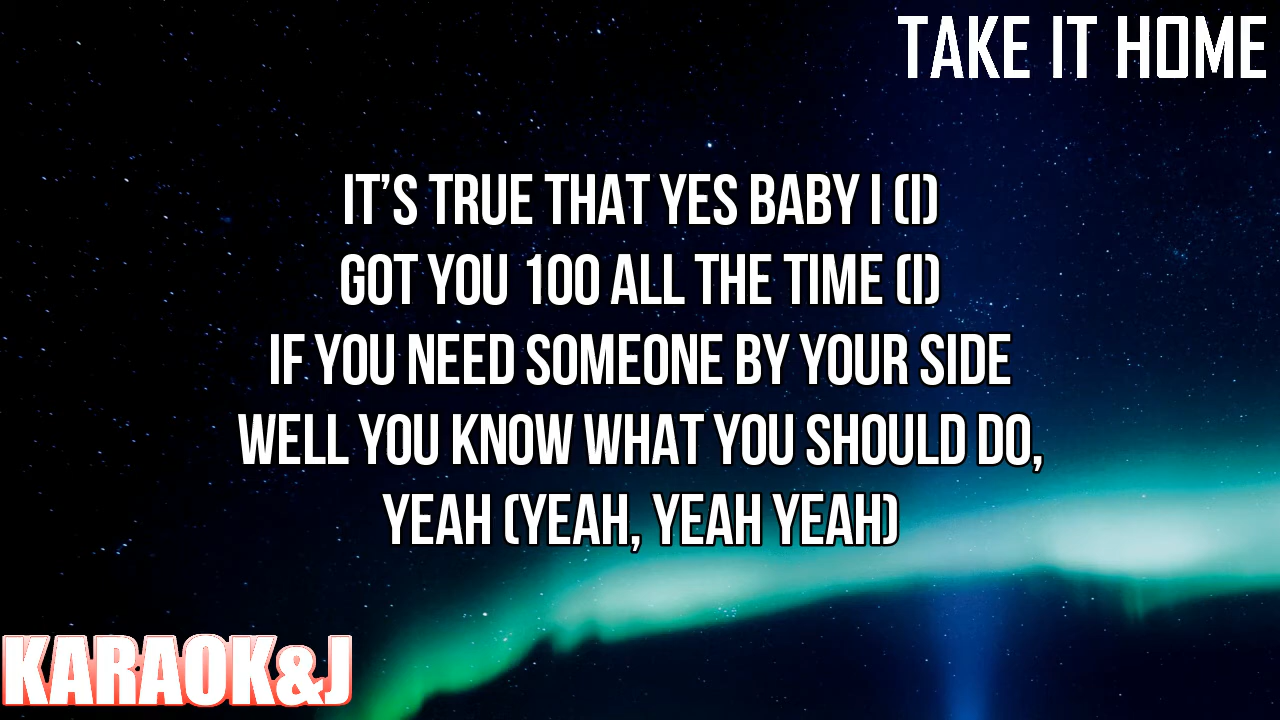 TAKE IT HOME
IT'S TRUE THAT YES BABY I (I)
GOT YOU 100 ALL THE TIME (I)
IF YOU NEED SOMEONE BY YOUR SIDE
WELL YOU KNOW WHAT YOU SHOULD DO,
YEAH (YEAH, YEAH YEAH)
KARAOK&J